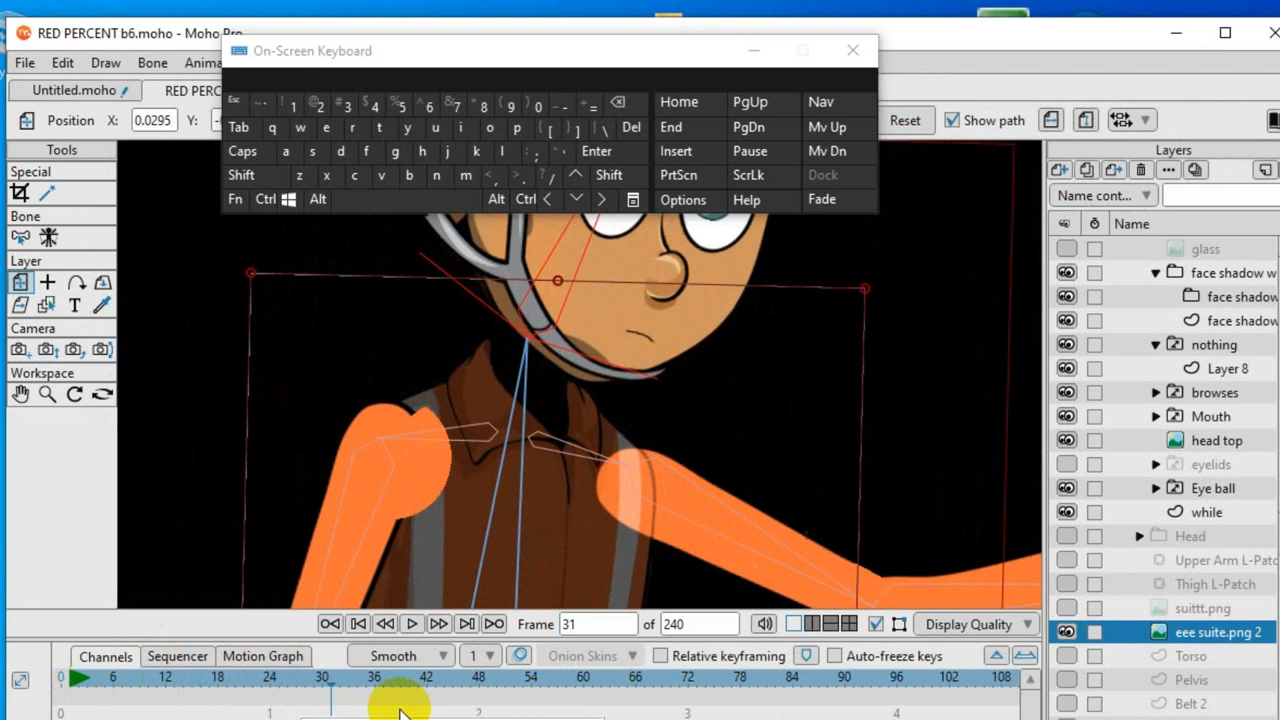 RED PERCENT b6.moho - Moho Pro
On-Screen Keyboard
File Edit Draw Bone Anima
Untitled.moho RED PERC
Position X: 0.0295 Y: Reset Show path
Esc ~ ` ! 1 @ 2 # 3 $ 4 % 5 ^ 6 & 7 * 8 ( 9 ) 0 _ - + = Home PgUp Nav
Tab q w e r t y u i o p { [ } ] | \ Del End PgDn Mv Up
Caps a s d f g h j k l : ; " ' Enter Insert Pause Mv Dn
Shift z x c v b n m < , > . ? / Shift PrtScn ScrLk Dock
Fn Ctrl Alt Alt Ctrl Options Help Fade
Tools
Special
Bone
Layer
T
Camera
Workspace
Layers
Name cont...
Name
glass
face shadow w
face shadow
face shadow
nothing
Layer 8
browses
Mouth
head top
eyelids
Eye ball
while
Head
Upper Arm L-Patc
Thigh L-Patch
suittt.png
eee suite.png 2
Torso
Pelvis
Belt 2
Frame 31 of 240 Display Quality
Channels Sequencer Motion Graph Smooth 1 Onion Skins Relative keyframing Auto-freeze keys
0 6 12 18 24 30 36 42 48 54 60 66 72 78 84 90 96 102 108
0 1 2 3 4